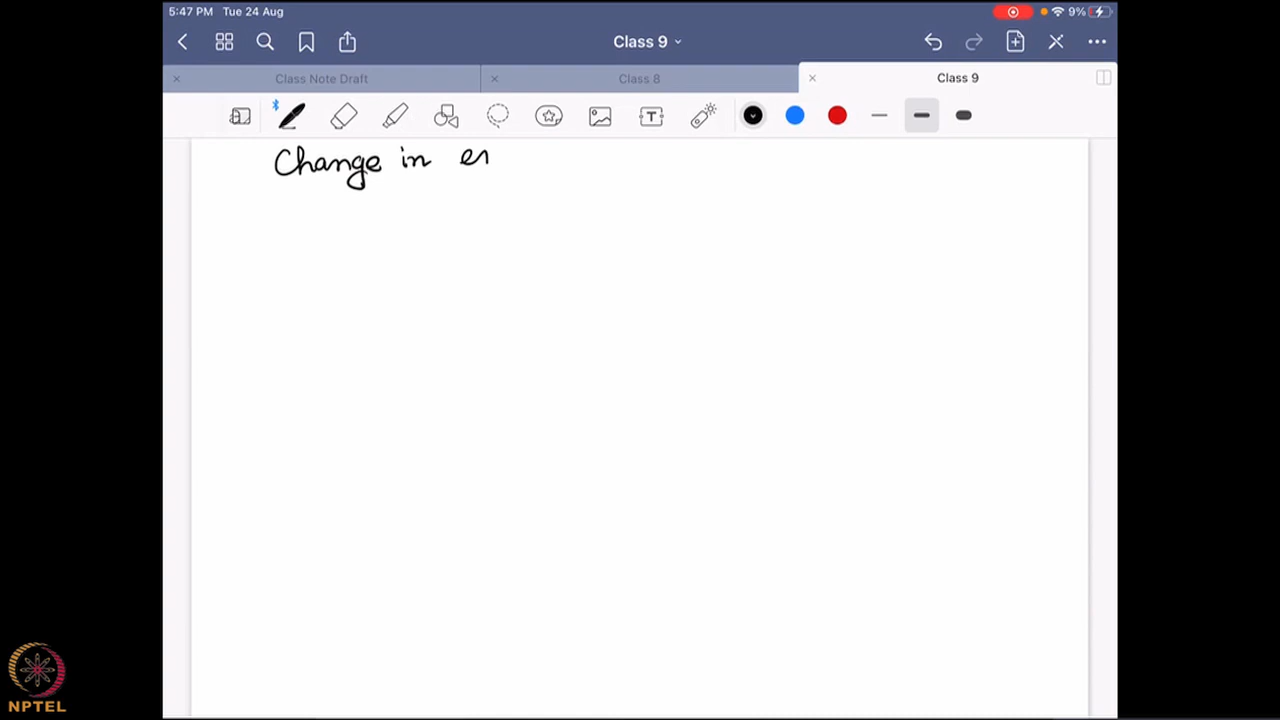 5:47 PM Tue 24 Aug 9%
Class 9
Class Note Draft Class 8 Class 9
T
Change in en
NPTEL